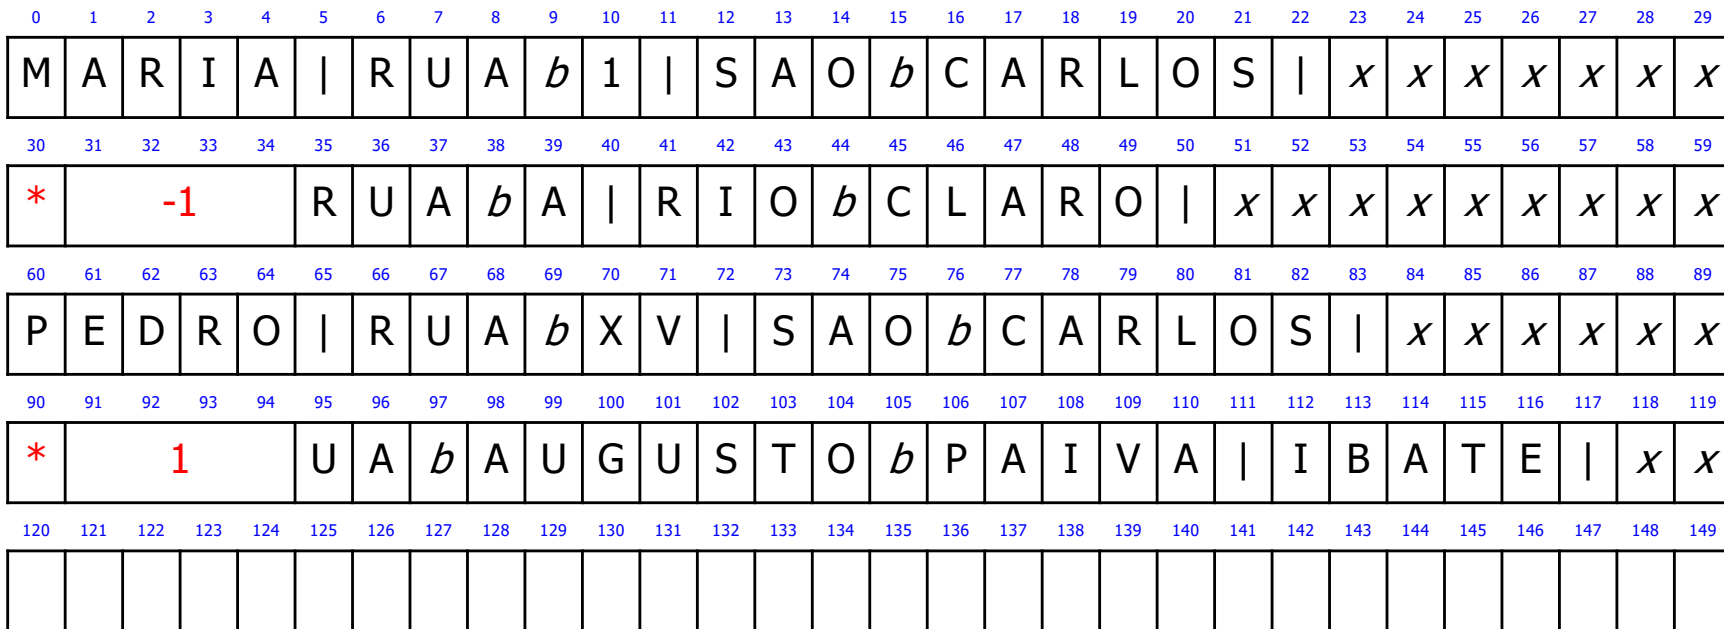 0 1 2 3 4 5 6 7 8 9 10 11 12 13 14 15 16 17 18 19 20 21 22 23 24 25 26 27 28 29
M A R I A | R U A b 1 | S A O b C A R L O S | x x x x x x x
30 31 32 33 34 35 36 37 38 39 40 41 42 43 44 45 46 47 48 49 50 51 52 53 54 55 56 57 58 59
* -1 R U A b A | R I O b C L A R O | x x x x x x x x x
60 61 62 63 64 65 66 67 68 69 70 71 72 73 74 75 76 77 78 79 80 81 82 83 84 85 86 87 88 89
P E D R O | R U A b X V | S A O b C A R L O S | x x x x x x
90 91 92 93 94 95 96 97 98 99 100 101 102 103 104 105 106 107 108 109 110 111 112 113 114 115 116 117 118 119
* 1 U A b A U G U S T O b P A I V A | I B A T E | x x
120 121 122 123 124 125 126 127 128 129 130 131 132 133 134 135 136 137 138 139 140 141 142 143 144 145 146 147 148 149